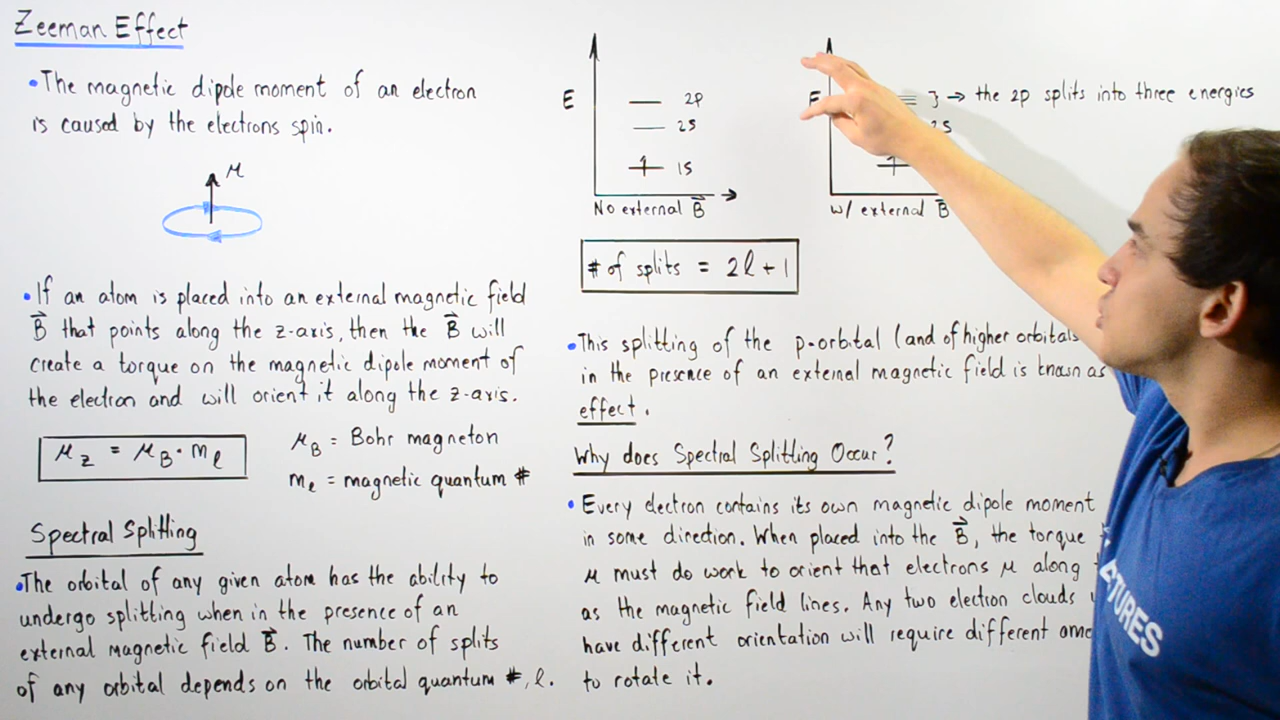 Zeeman Effect
•The magnetic dipole moment of an electron
is caused by the electrons spin.
μ
•If an atom is placed into an external magnetic field
B⃗ that points along the z-axis, then the B⃗ will
create a torque on the magnetic dipole moment of
the electron and will orient it along the z-axis.
μz = μB · mℓ
μB = Bohr magneton
mℓ = magnetic quantum #
Spectral Splitting
•The orbital of any given atom has the ability to
undergo splitting when in the presence of an
external magnetic field B⃗. The number of splits
of any orbital depends on the orbital quantum #, ℓ.
E
2p
2s
1s
No external B⃗
E
3 → the 2p splits into three energies
2s
w/ external B⃗
# of splits = 2ℓ + 1
•This splitting of the p-orbital (and of higher orbitals
in the presence of an external magnetic field is known as
effect.
Why does Spectral Splitting Occur?
•Every electron contains its own magnetic dipole moment
in some direction. When placed into the B⃗, the torque
μ must do work to orient that electrons μ along
as the magnetic field lines. Any two electron clouds
have different orientation will require different
to rotate it.
TURES